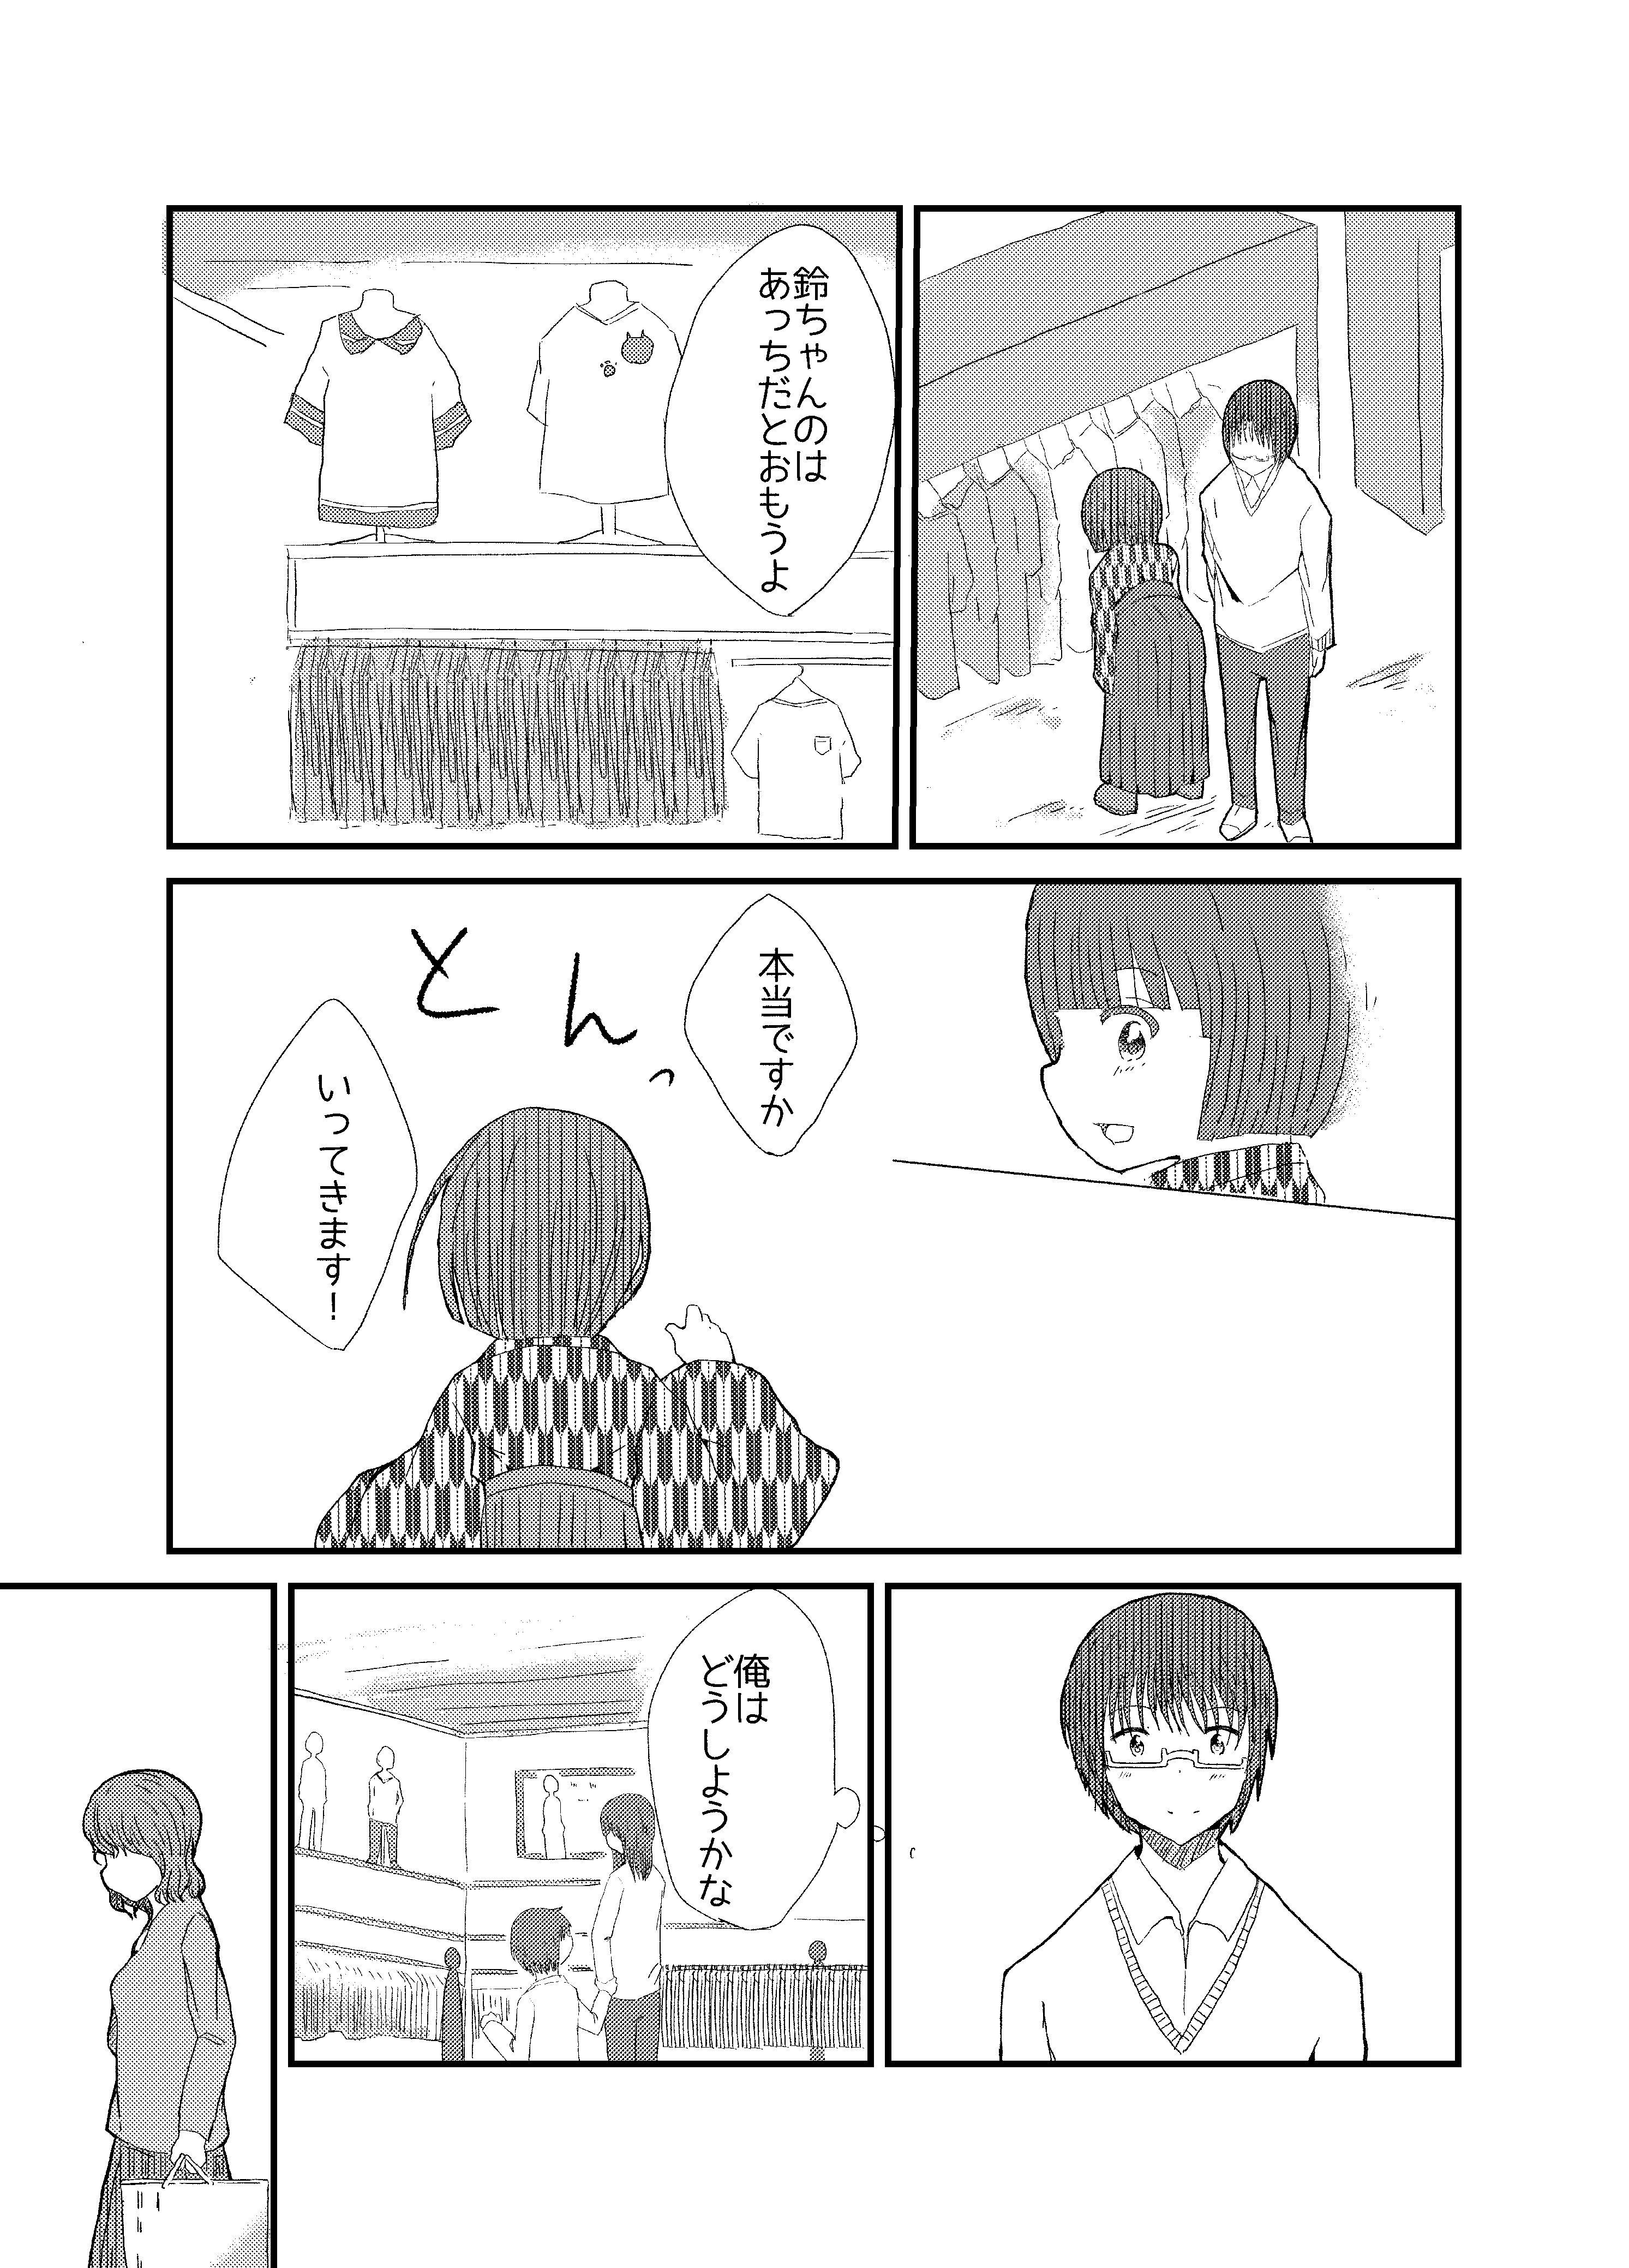 鈴ちゃんのは
あっちだとおもうよ
本当ですか
とんっ
いってきます!
俺は
どうしようかな